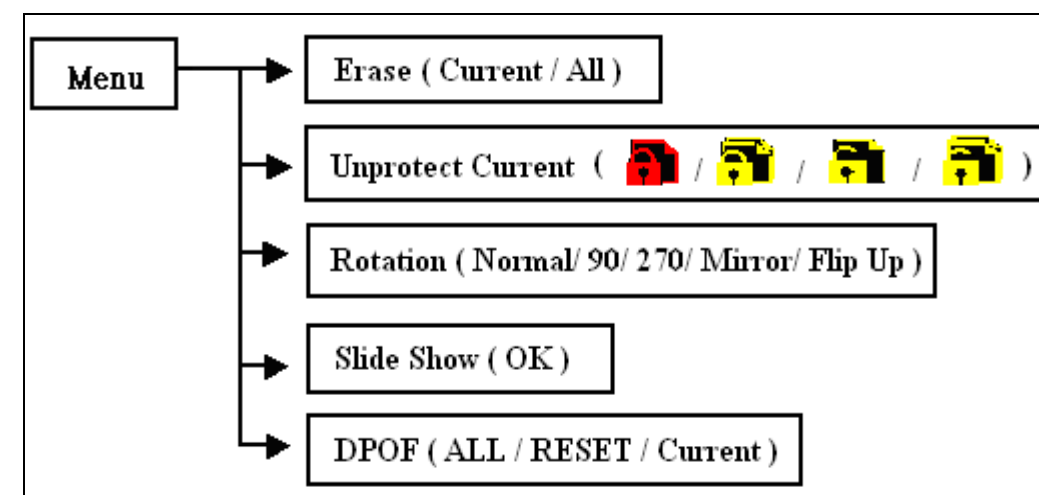 Menu
Erase ( Current / All )
Unprotect Current ( / / / )
Rotation ( Normal/ 90/ 270/ Mirror/ Flip Up )
Slide Show ( OK )
DPOF ( ALL / RESET / Current )